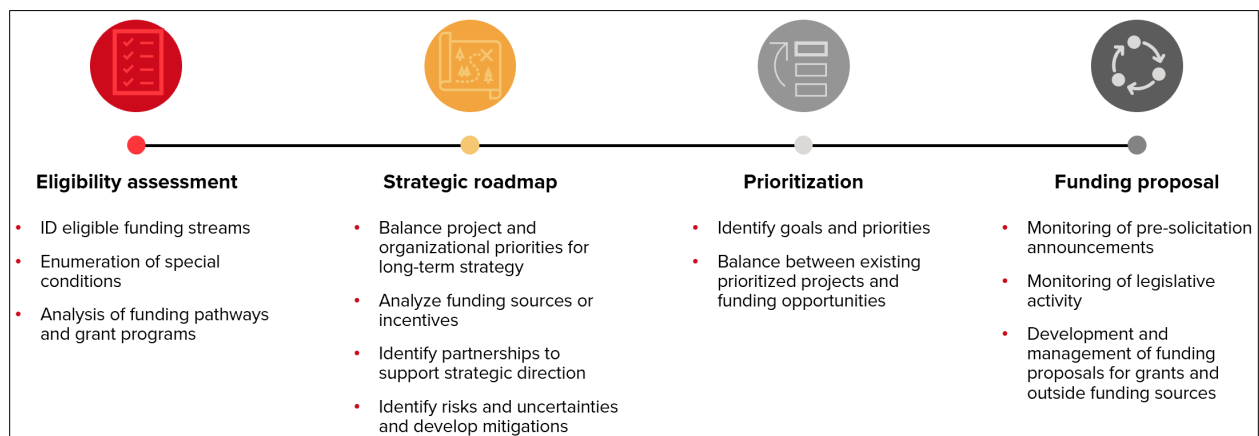 Eligibility assessment
• ID eligible funding streams
• Enumeration of special
conditions
• Analysis of funding pathways
and grant programs
Strategic roadmap
• Balance project and
organizational priorities for
long-term strategy
• Analyze funding sources or
incentives
• Identify partnerships to
support strategic direction
• Identify risks and uncertainties
and develop mitigations
Prioritization
• Identify goals and priorities
• Balance between existing
prioritized projects and
funding opportunities
Funding proposal
• Monitoring of pre-solicitation
announcements
• Monitoring of legislative
activity
• Development and
management of funding
proposals for grants and
outside funding sources